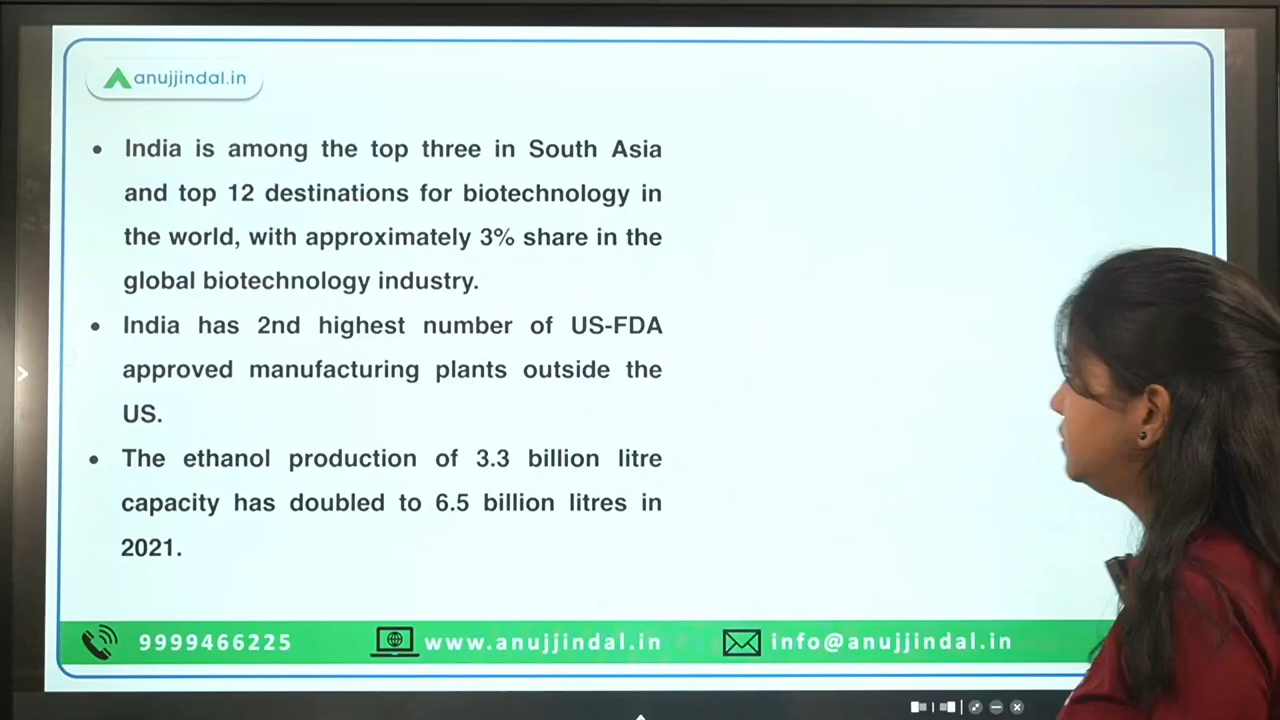 anujjindal.in
• India is among the top three in South Asia
and top 12 destinations for biotechnology in
the world, with approximately 3% share in the
global biotechnology industry.
• India has 2nd highest number of US-FDA
approved manufacturing plants outside the
US.
• The ethanol production of 3.3 billion litre
capacity has doubled to 6.5 billion litres in
2021.
9999466225 www.anujjindal.in info@anujjindal.in